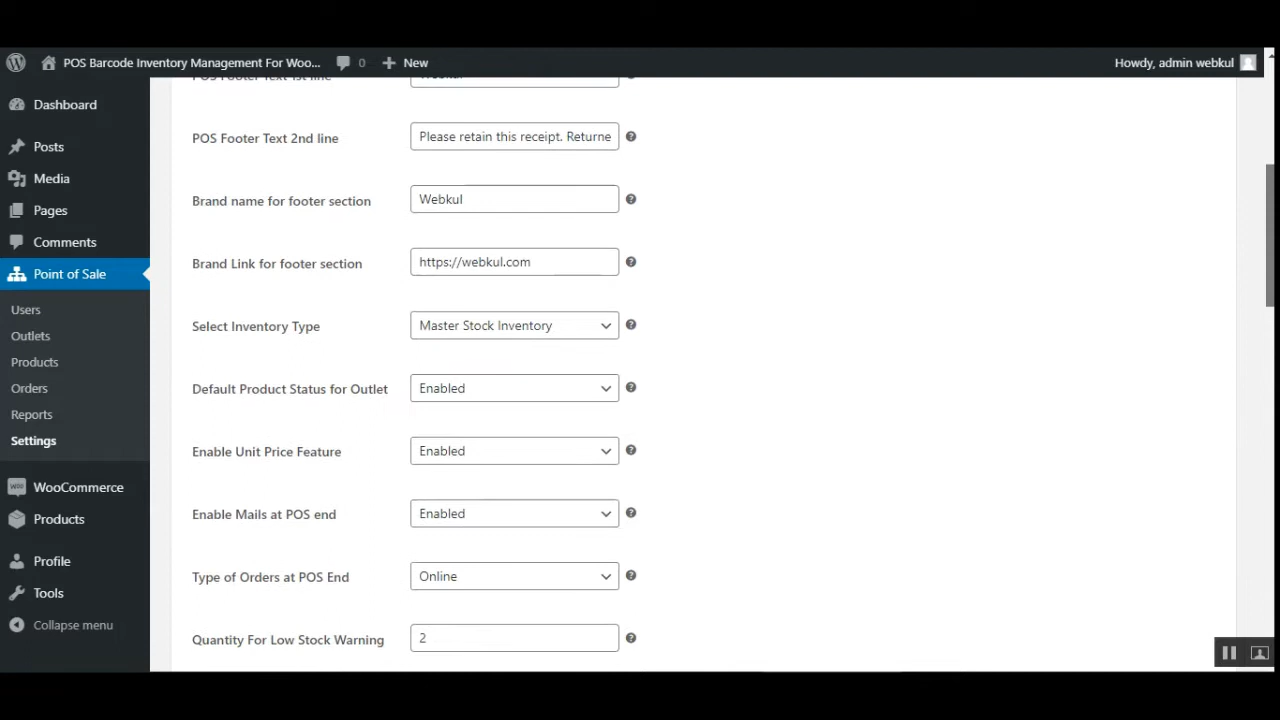 POS Barcode Inventory Management For Woo...
0
New
Howdy, admin webkul
Dashboard
Posts
Media
Pages
Comments
Point of Sale
Users
Outlets
Products
Orders
Reports
Settings
WooCommerce
Products
Profile
Tools
Collapse menu
POS Footer Text 1st line
Webkul
POS Footer Text 2nd line
Please retain this receipt. Returne
Brand name for footer section
Webkul
Brand Link for footer section
https://webkul.com
Select Inventory Type
Master Stock Inventory
Default Product Status for Outlet
Enabled
Enable Unit Price Feature
Enabled
Enable Mails at POS end
Enabled
Type of Orders at POS End
Online
Quantity For Low Stock Warning
2